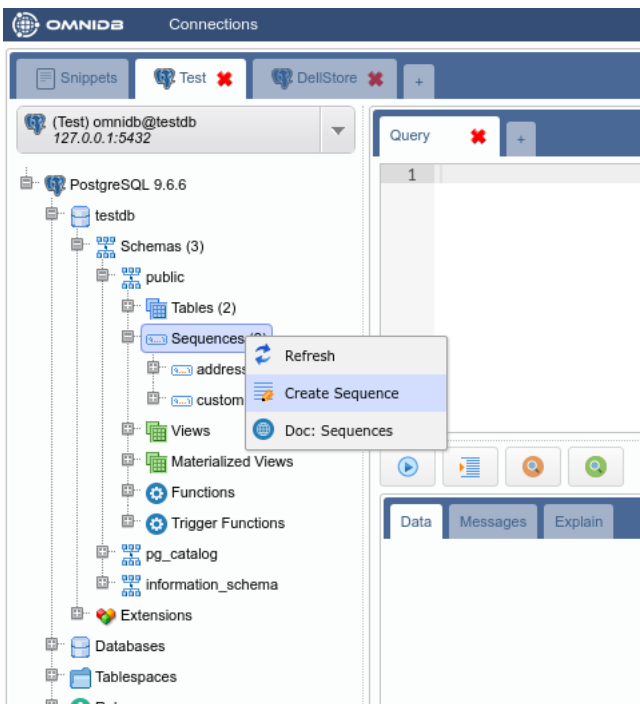 OMNIDB Connections
Snippets Test DellStore +
(Test) omnidb@testdb
127.0.0.1:5432
Query +
1
PostgreSQL 9.6.6
testdb
Schemas (3)
public
Tables (2)
Sequences
Refresh
address
Create Sequence
custom
Doc: Sequences
Views
Materialized Views
Functions
Trigger Functions
Data Messages Explain
pg_catalog
information_schema
Extensions
Databases
Tablespaces